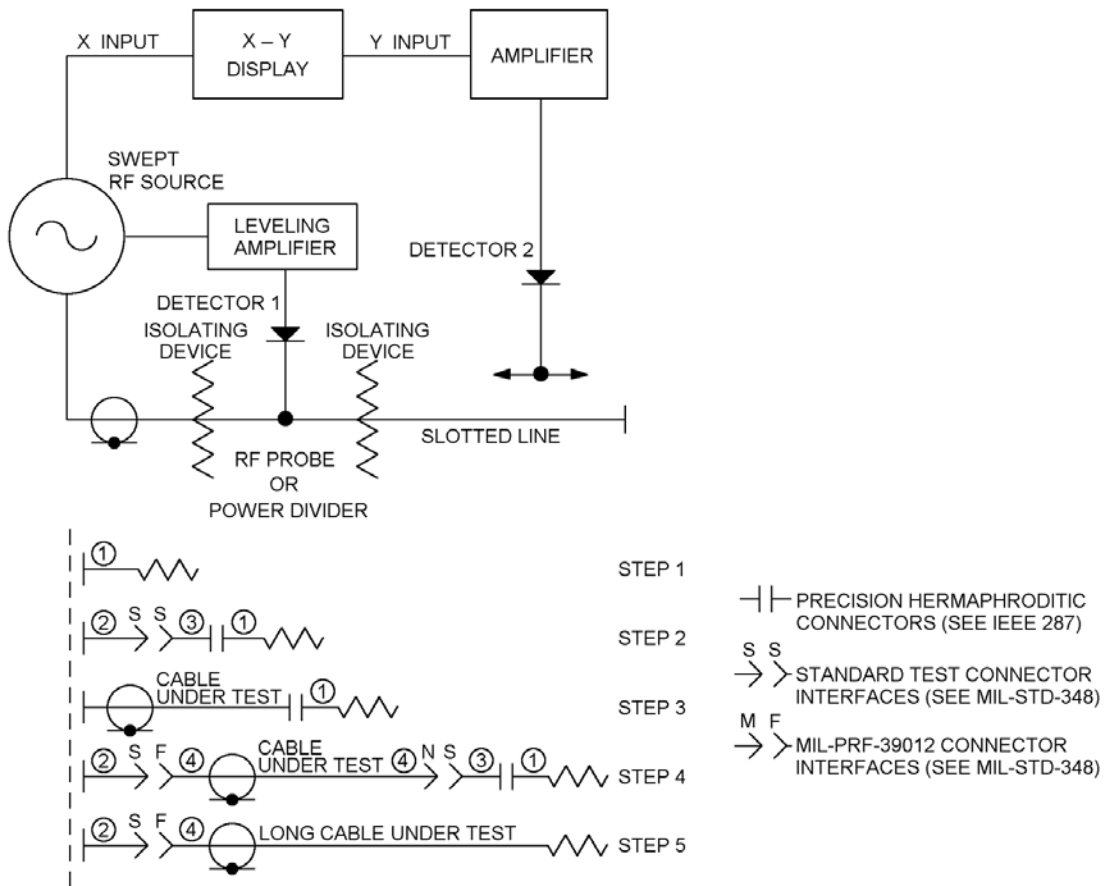 X INPUT
X – Y
DISPLAY
Y INPUT
AMPLIFIER
SWEPT
RF SOURCE
LEVELING
AMPLIFIER
DETECTOR 2
DETECTOR 1
ISOLATING
DEVICE
ISOLATING
DEVICE
SLOTTED LINE
RF PROBE
OR
POWER DIVIDER
1
STEP 1
2 S S 3 1
STEP 2
CABLE
UNDER TEST
1
STEP 3
2 S F 4
CABLE
UNDER TEST
4 N S 3 1
STEP 4
2 S F 4
LONG CABLE UNDER TEST
STEP 5
PRECISION HERMAPHRODITIC
CONNECTORS (SEE IEEE 287)
S S
STANDARD TEST CONNECTOR
INTERFACES (SEE MIL-STD-348)
M F
MIL-PRF-39012 CONNECTOR
INTERFACES (SEE MIL-STD-348)